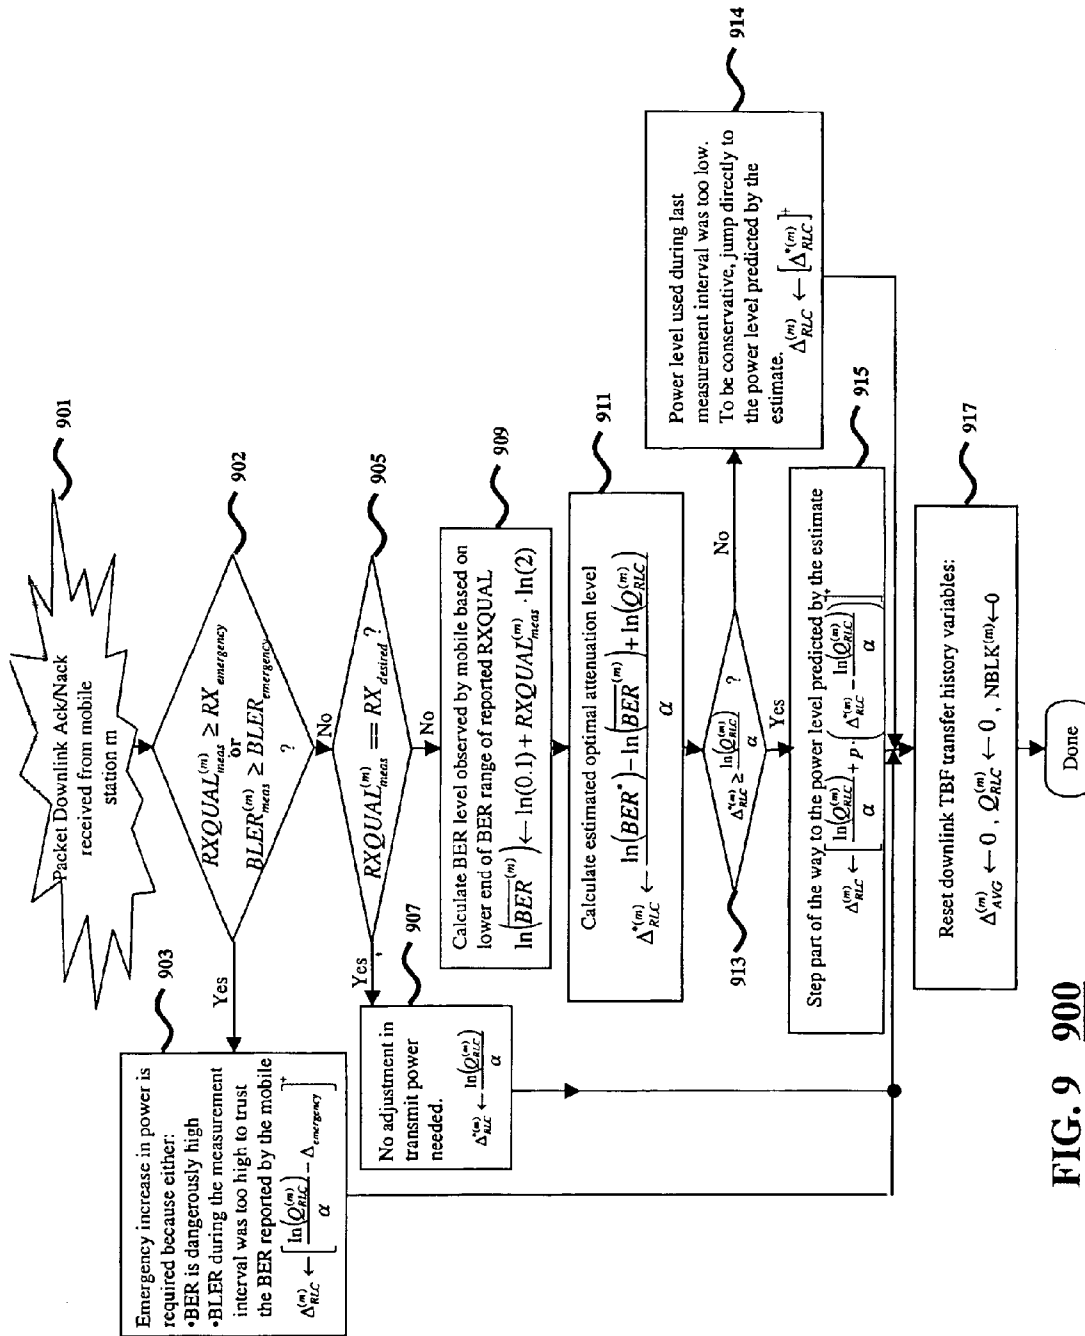 Packet Downlink Ack/Nack
received from mobile
station m
901
RXQUAL_meas^(m) ≥ RX_emergency
or
BLER_meas^(m) ≥ BLER_emergency
?
902
Yes
No
Emergency increase in power is
required because either:
•BER is dangerously high
•BLER during the measurement
interval was too high to trust
the BER reported by the mobile
Δ_RLC^(m) ← [ln(Q_RLC^(m))/α − Δ_emergency]^+
903
RXQUAL_meas^(m) == RX_desired ?
905
Yes
No
No adjustment in
transmit power
needed.
Δ_RLC^*(m) ← ln(Q_RLC^(m))/α
907
Calculate BER level observed by mobile based on
lower end of BER range of reported RXQUAL
ln(BER^(m)) ← ln(0.1) + RXQUAL_meas^(m) · ln(2)
909
Calculate estimated optimal attenuation level
Δ_RLC^*(m) ← (ln(BER^*) − ln(BER^(m)) + ln(Q_RLC^(m)))/α
911
Δ_RLC^*(m) ≥ ln(Q_RLC^(m))/α ?
913
No
Yes
Power level used during last
measurement interval was too low.
To be conservative, jump directly to
the power level predicted by the
estimate.
Δ_RLC^(m) ← [Δ_RLC^*(m)]^+
914
Step part of the way to the power level predicted by the estimate
Δ_RLC^(m) ← [ln(Q_RLC^(m))/α + p · (Δ_RLC^*(m) − ln(Q_RLC^(m))/α)]^+
915
Reset downlink TBF transfer history variables:
Δ_AVG^(m) ← 0 , Q_RLC^(m) ← 0 , NBLK^(m)←0
917
Done
FIG. 9 900